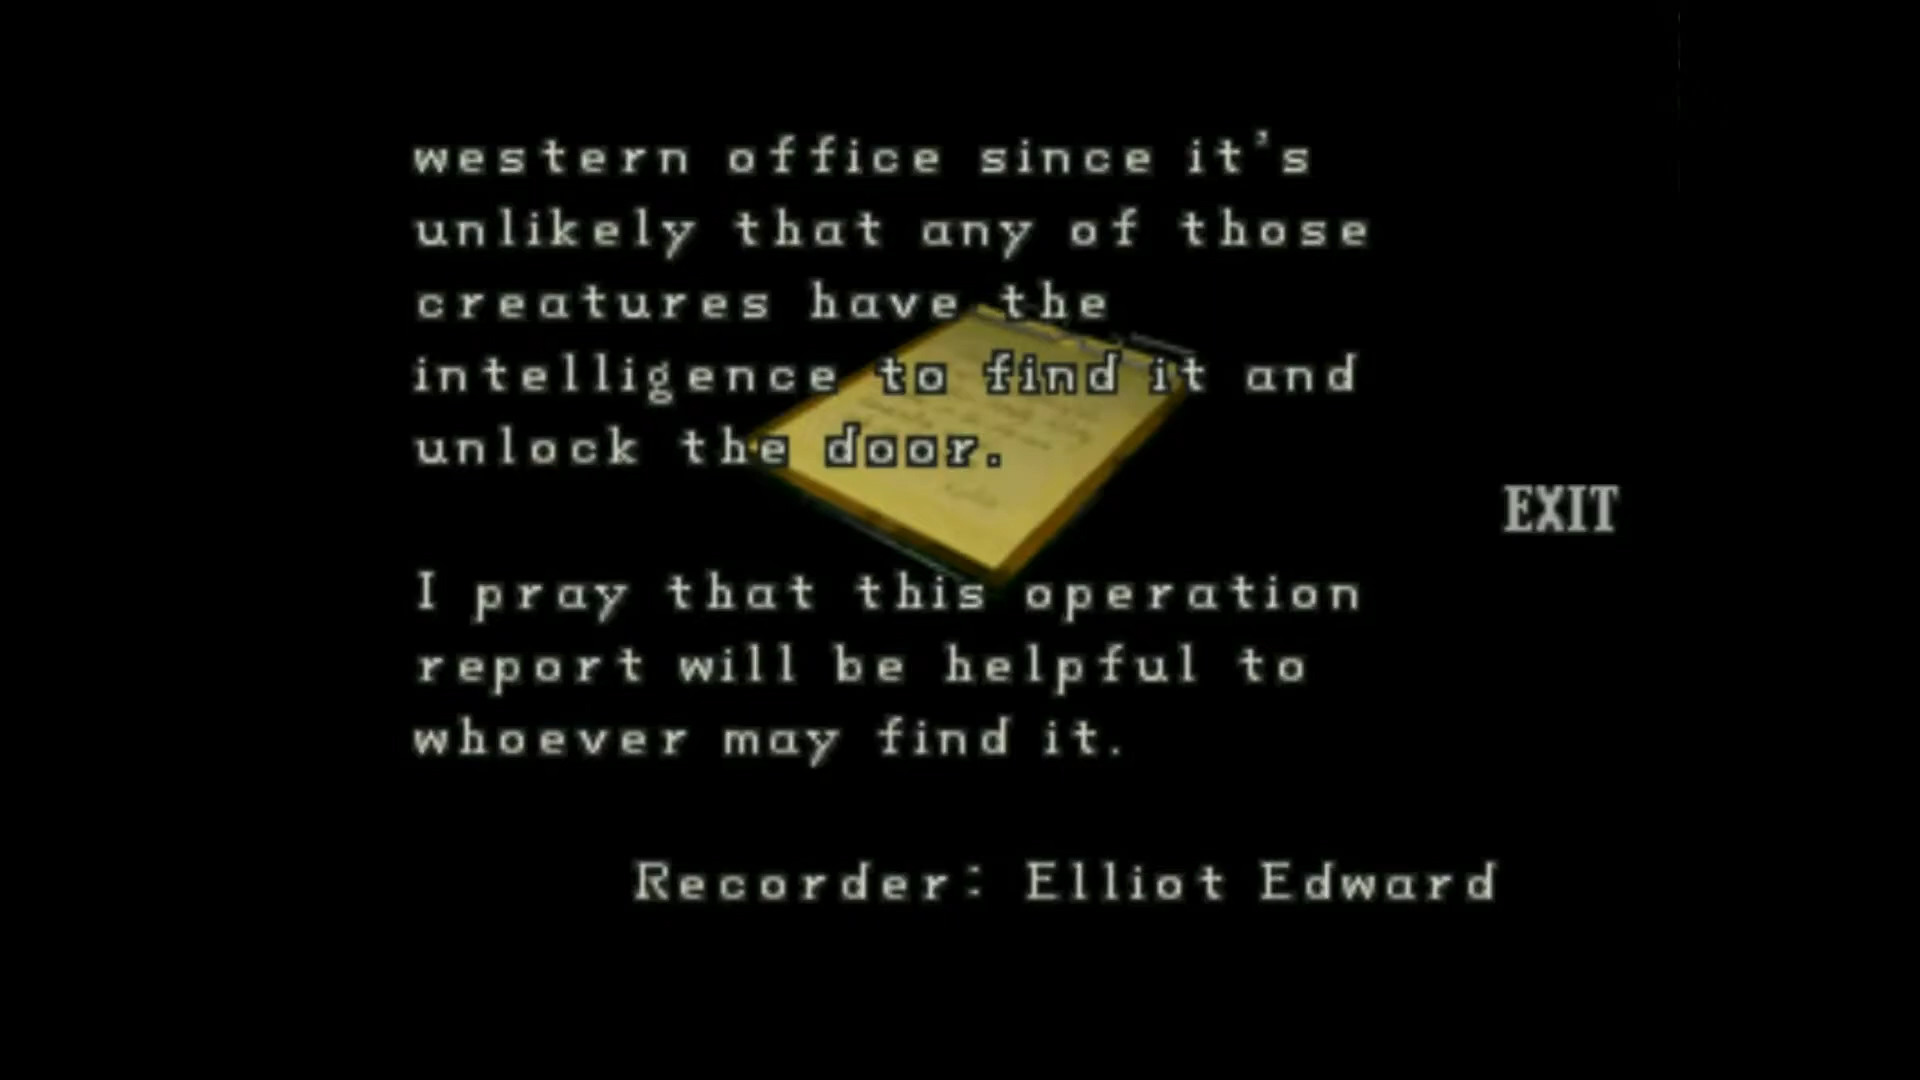 western office since it's
unlikely that any of those
creatures have the
intelligence to find it and
unlock the door.
EXIT
I pray that this operation
report will be helpful to
whoever may find it.
Recorder: Elliot Edward